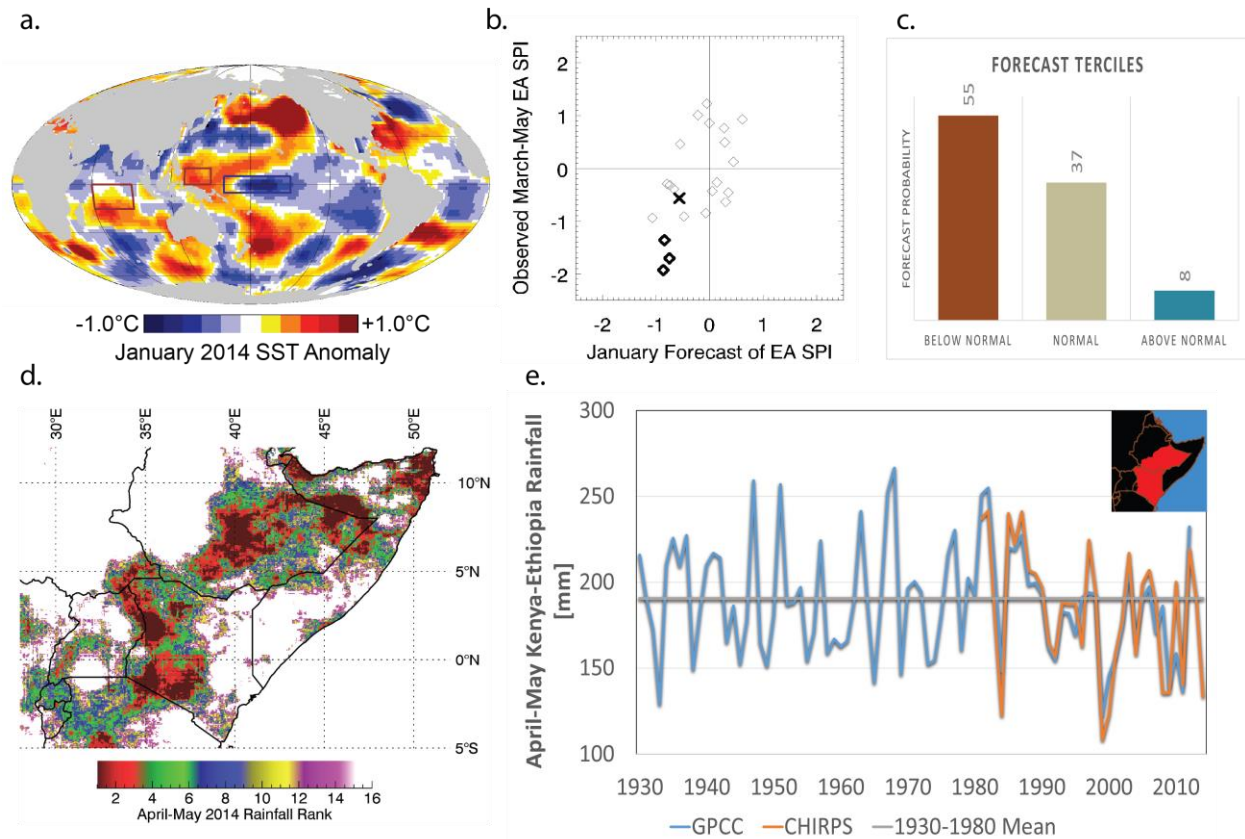 a.
-1.0°C
+1.0°C
January 2014 SST Anomaly
b.
Observed March-May EA SPI
2
1
0
-1
-2
-2 -1 0 1 2
January Forecast of EA SPI
c.
FORECAST TERCILES
FORECAST PROBABILITY
55
37
8
BELOW NORMAL NORMAL ABOVE NORMAL
d.
30°E 35°E 40°E 45°E 50°E
10°N
5°N
0°N
5°S
2 4 6 8 10 12 14 16
April-May 2014 Rainfall Rank
e.
April-May Kenya-Ethiopia Rainfall
[mm]
300
250
200
150
100
1930 1940 1950 1960 1970 1980 1990 2000 2010
GPCC CHIRPS 1930-1980 Mean